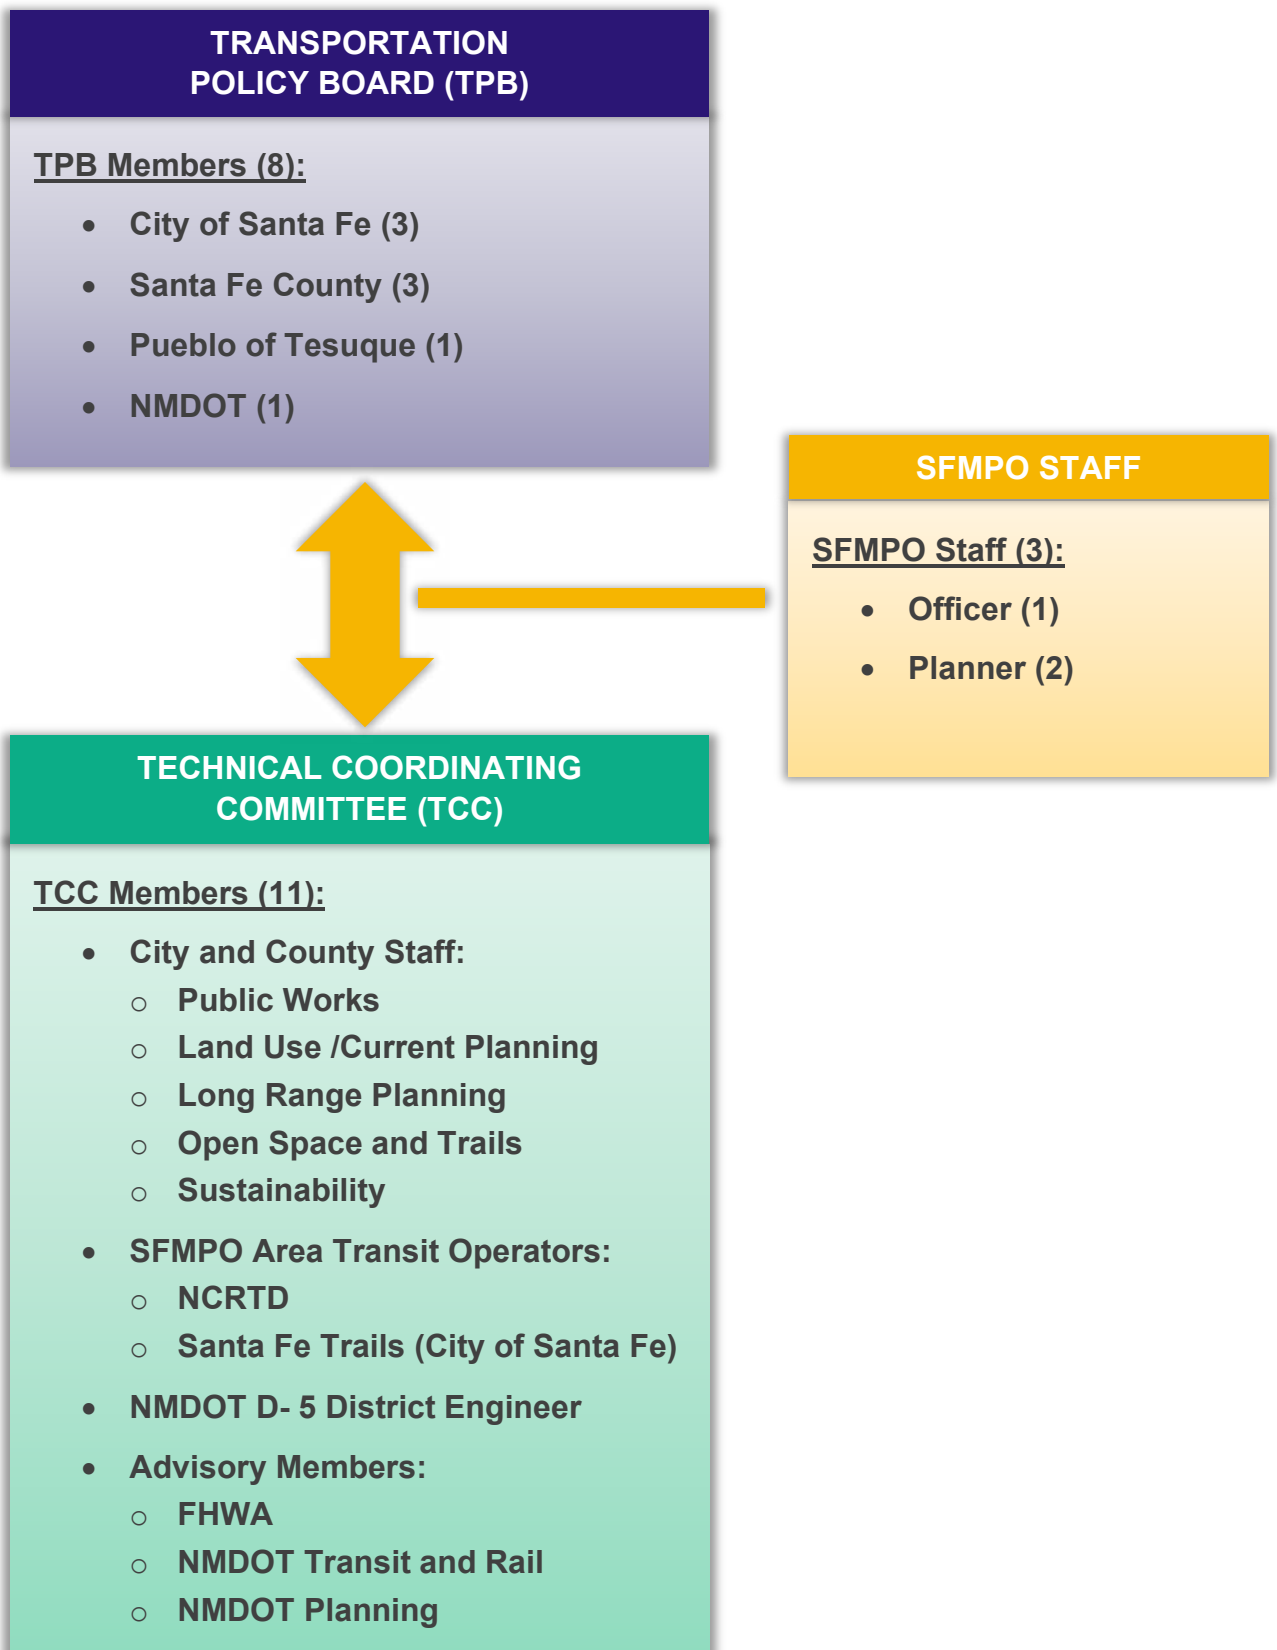 TRANSPORTATION
POLICY BOARD (TPB)
TPB Members (8):
• City of Santa Fe (3)
• Santa Fe County (3)
• Pueblo of Tesuque (1)
• NMDOT (1)
SFMPO STAFF
SFMPO Staff (3):
• Officer (1)
• Planner (2)
TECHNICAL COORDINATING
COMMITTEE (TCC)
TCC Members (11):
• City and County Staff:
○ Public Works
○ Land Use /Current Planning
○ Long Range Planning
○ Open Space and Trails
○ Sustainability
• SFMPO Area Transit Operators:
○ NCRTD
○ Santa Fe Trails (City of Santa Fe)
• NMDOT D- 5 District Engineer
• Advisory Members:
○ FHWA
○ NMDOT Transit and Rail
○ NMDOT Planning